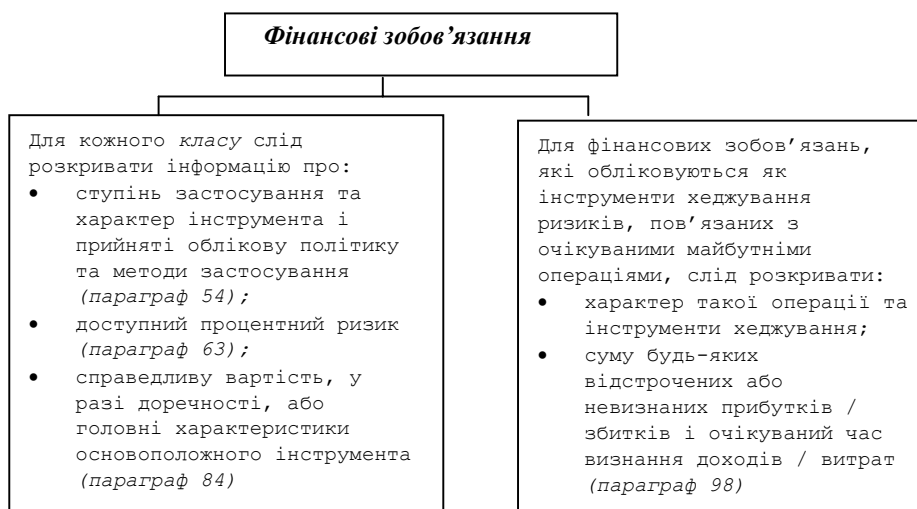 Фінансові зобов’язання
Для кожного класу слід
розкривати інформацію про:
• ступінь застосування та
характер інструмента і
прийняті облікову політику
та методи застосування
(параграф 54);
• доступний процентний ризик
(параграф 63);
• справедливу вартість, у
разі доречності, або
головні характеристики
основоположного інструмента
(параграф 84)
Для фінансових зобов’язань,
які обліковуються як
інструменти хеджування
ризиків, пов’язаних з
очікуваними майбутніми
операціями, слід розкривати:
• характер такої операції та
інструменти хеджування;
• суму будь-яких
відстрочених або
невизнаних прибутків /
збитків і очікуваний час
визнання доходів / витрат
(параграф 98)